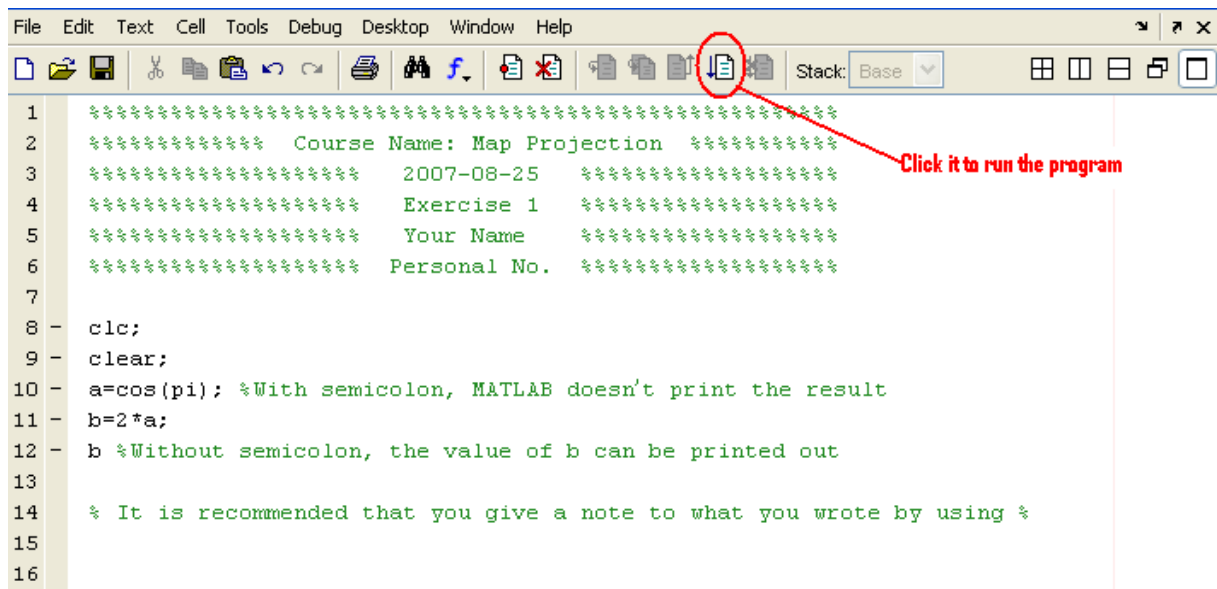 File Edit Text Cell Tools Debug Desktop Window Help
Stack: Base
1 %%%%%%%%%%%%%%%%%%%%%%%%%%%%%%%%%%%%%%%%%%%%%%%%%%%%%%%
2 %%%%%%%%%%%%% Course Name: Map Projection %%%%%%%%%%%
3 %%%%%%%%%%%%%%%%%%%% 2007-08-25 %%%%%%%%%%%%%%%%%%%
Click it to run the program
4 %%%%%%%%%%%%%%%%%%%% Exercise 1 %%%%%%%%%%%%%%%%%%%
5 %%%%%%%%%%%%%%%%%%%% Your Name %%%%%%%%%%%%%%%%%%%
6 %%%%%%%%%%%%%%%%%%%% Personal No. %%%%%%%%%%%%%%%%%%%
7
8 - clc;
9 - clear;
10 - a=cos(pi); %With semicolon, MATLAB doesn't print the result
11 - b=2*a;
12 - b %Without semicolon, the value of b can be printed out
13
14 % It is recommended that you give a note to what you wrote by using %
15
16